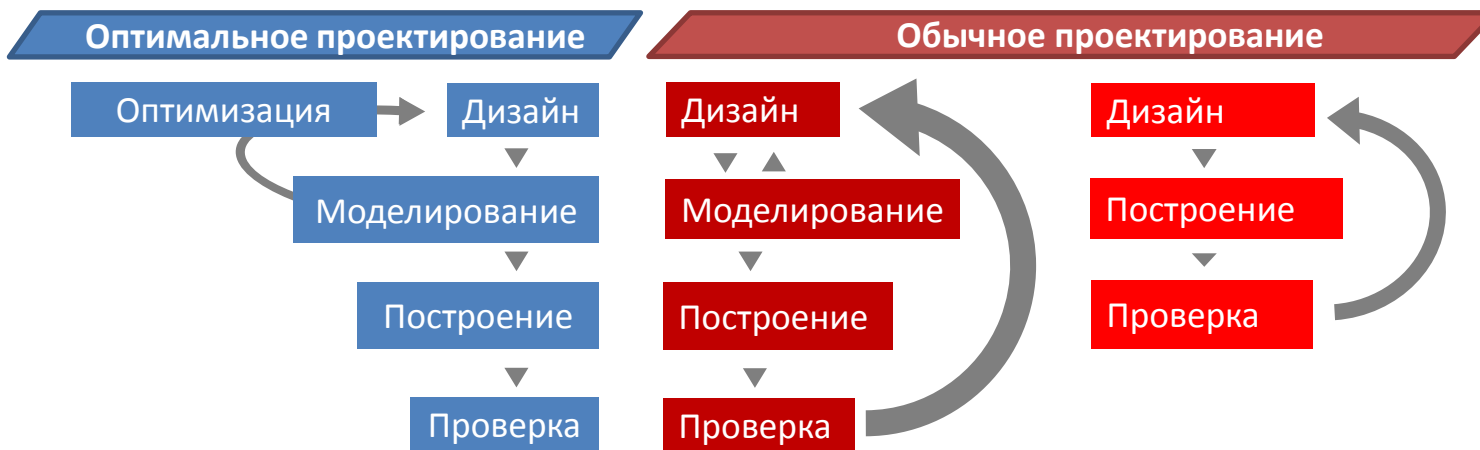 Оптимальное проектирование
Обычное проектирование
Оптимизация
Дизайн
Моделирование
Построение
Проверка
Дизайн
Моделирование
Построение
Проверка
Дизайн
Построение
Проверка